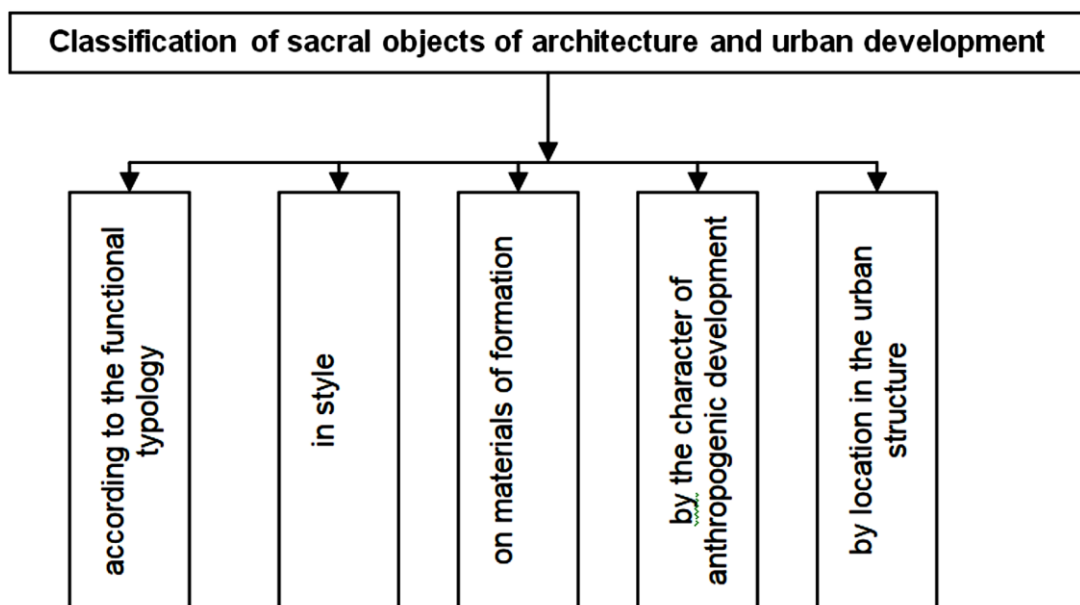 Classification of sacral objects of architecture and urban development
according to the functional
typology
in style
on materials of formation
by the character of
anthropogenic development
by location in the urban
structure